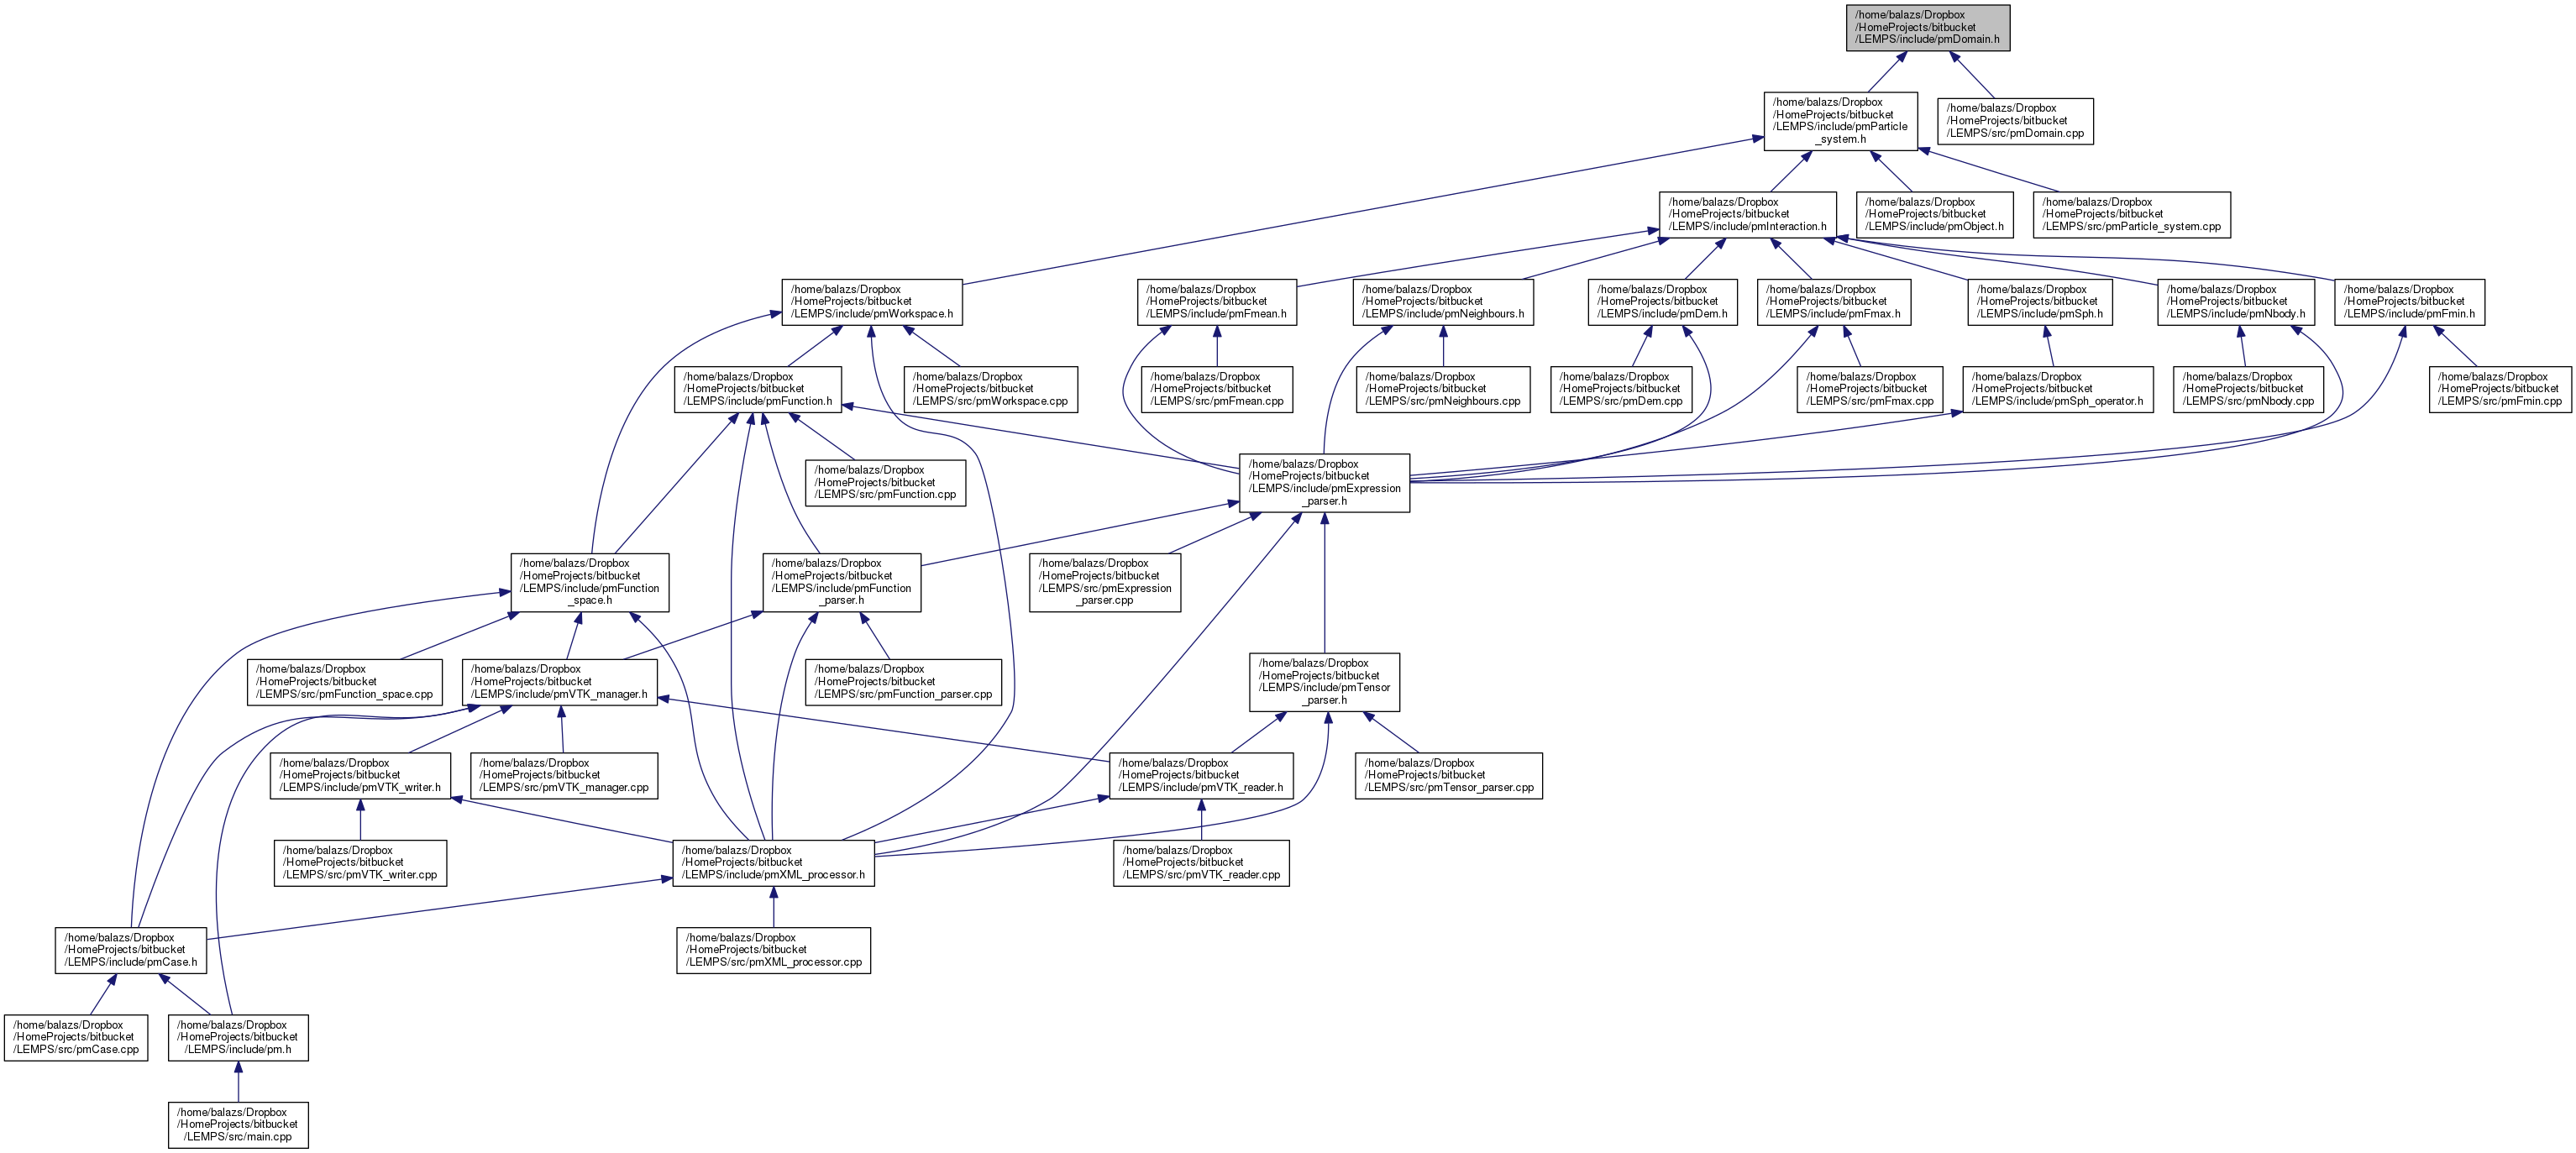 /home/balazs/Dropbox
/HomeProjects/bitbucket
/LEMPS/include/pmDomain.h
/home/balazs/Dropbox
/HomeProjects/bitbucket
/LEMPS/include/pmParticle
_system.h
/home/balazs/Dropbox
/HomeProjects/bitbucket
/LEMPS/src/pmDomain.cpp
/home/balazs/Dropbox
/HomeProjects/bitbucket
/LEMPS/include/pmInteraction.h
/home/balazs/Dropbox
/HomeProjects/bitbucket
/LEMPS/include/pmObject.h
/home/balazs/Dropbox
/HomeProjects/bitbucket
/LEMPS/src/pmParticle_system.cpp
/home/balazs/Dropbox
/HomeProjects/bitbucket
/LEMPS/include/pmWorkspace.h
/home/balazs/Dropbox
/HomeProjects/bitbucket
/LEMPS/include/pmFmean.h
/home/balazs/Dropbox
/HomeProjects/bitbucket
/LEMPS/include/pmNeighbours.h
/home/balazs/Dropbox
/HomeProjects/bitbucket
/LEMPS/include/pmDem.h
/home/balazs/Dropbox
/HomeProjects/bitbucket
/LEMPS/include/pmFmax.h
/home/balazs/Dropbox
/HomeProjects/bitbucket
/LEMPS/include/pmSph.h
/home/balazs/Dropbox
/HomeProjects/bitbucket
/LEMPS/include/pmNbody.h
/home/balazs/Dropbox
/HomeProjects/bitbucket
/LEMPS/include/pmFmin.h
/home/balazs/Dropbox
/HomeProjects/bitbucket
/LEMPS/include/pmFunction.h
/home/balazs/Dropbox
/HomeProjects/bitbucket
/LEMPS/src/pmWorkspace.cpp
/home/balazs/Dropbox
/HomeProjects/bitbucket
/LEMPS/src/pmFmean.cpp
/home/balazs/Dropbox
/HomeProjects/bitbucket
/LEMPS/src/pmNeighbours.cpp
/home/balazs/Dropbox
/HomeProjects/bitbucket
/LEMPS/src/pmDem.cpp
/home/balazs/Dropbox
/HomeProjects/bitbucket
/LEMPS/src/pmFmax.cpp
/home/balazs/Dropbox
/HomeProjects/bitbucket
/LEMPS/include/pmSph_operator.h
/home/balazs/Dropbox
/HomeProjects/bitbucket
/LEMPS/src/pmNbody.cpp
/home/balazs/Dropbox
/HomeProjects/bitbucket
/LEMPS/src/pmFmin.cpp
/home/balazs/Dropbox
/HomeProjects/bitbucket
/LEMPS/src/pmFunction.cpp
/home/balazs/Dropbox
/HomeProjects/bitbucket
/LEMPS/include/pmExpression
_parser.h
/home/balazs/Dropbox
/HomeProjects/bitbucket
/LEMPS/include/pmFunction
_space.h
/home/balazs/Dropbox
/HomeProjects/bitbucket
/LEMPS/include/pmFunction
_parser.h
/home/balazs/Dropbox
/HomeProjects/bitbucket
/LEMPS/src/pmExpression
_parser.cpp
/home/balazs/Dropbox
/HomeProjects/bitbucket
/LEMPS/src/pmFunction_space.cpp
/home/balazs/Dropbox
/HomeProjects/bitbucket
/LEMPS/include/pmVTK_manager.h
/home/balazs/Dropbox
/HomeProjects/bitbucket
/LEMPS/src/pmFunction_parser.cpp
/home/balazs/Dropbox
/HomeProjects/bitbucket
/LEMPS/include/pmTensor
_parser.h
/home/balazs/Dropbox
/HomeProjects/bitbucket
/LEMPS/include/pmVTK_writer.h
/home/balazs/Dropbox
/HomeProjects/bitbucket
/LEMPS/src/pmVTK_manager.cpp
/home/balazs/Dropbox
/HomeProjects/bitbucket
/LEMPS/include/pmVTK_reader.h
/home/balazs/Dropbox
/HomeProjects/bitbucket
/LEMPS/src/pmTensor_parser.cpp
/home/balazs/Dropbox
/HomeProjects/bitbucket
/LEMPS/src/pmVTK_writer.cpp
/home/balazs/Dropbox
/HomeProjects/bitbucket
/LEMPS/include/pmXML_processor.h
/home/balazs/Dropbox
/HomeProjects/bitbucket
/LEMPS/src/pmVTK_reader.cpp
/home/balazs/Dropbox
/HomeProjects/bitbucket
/LEMPS/include/pmCase.h
/home/balazs/Dropbox
/HomeProjects/bitbucket
/LEMPS/src/pmXML_processor.cpp
/home/balazs/Dropbox
/HomeProjects/bitbucket
/LEMPS/src/pmCase.cpp
/home/balazs/Dropbox
/HomeProjects/bitbucket
/LEMPS/include/pm.h
/home/balazs/Dropbox
/HomeProjects/bitbucket
/LEMPS/src/main.cpp